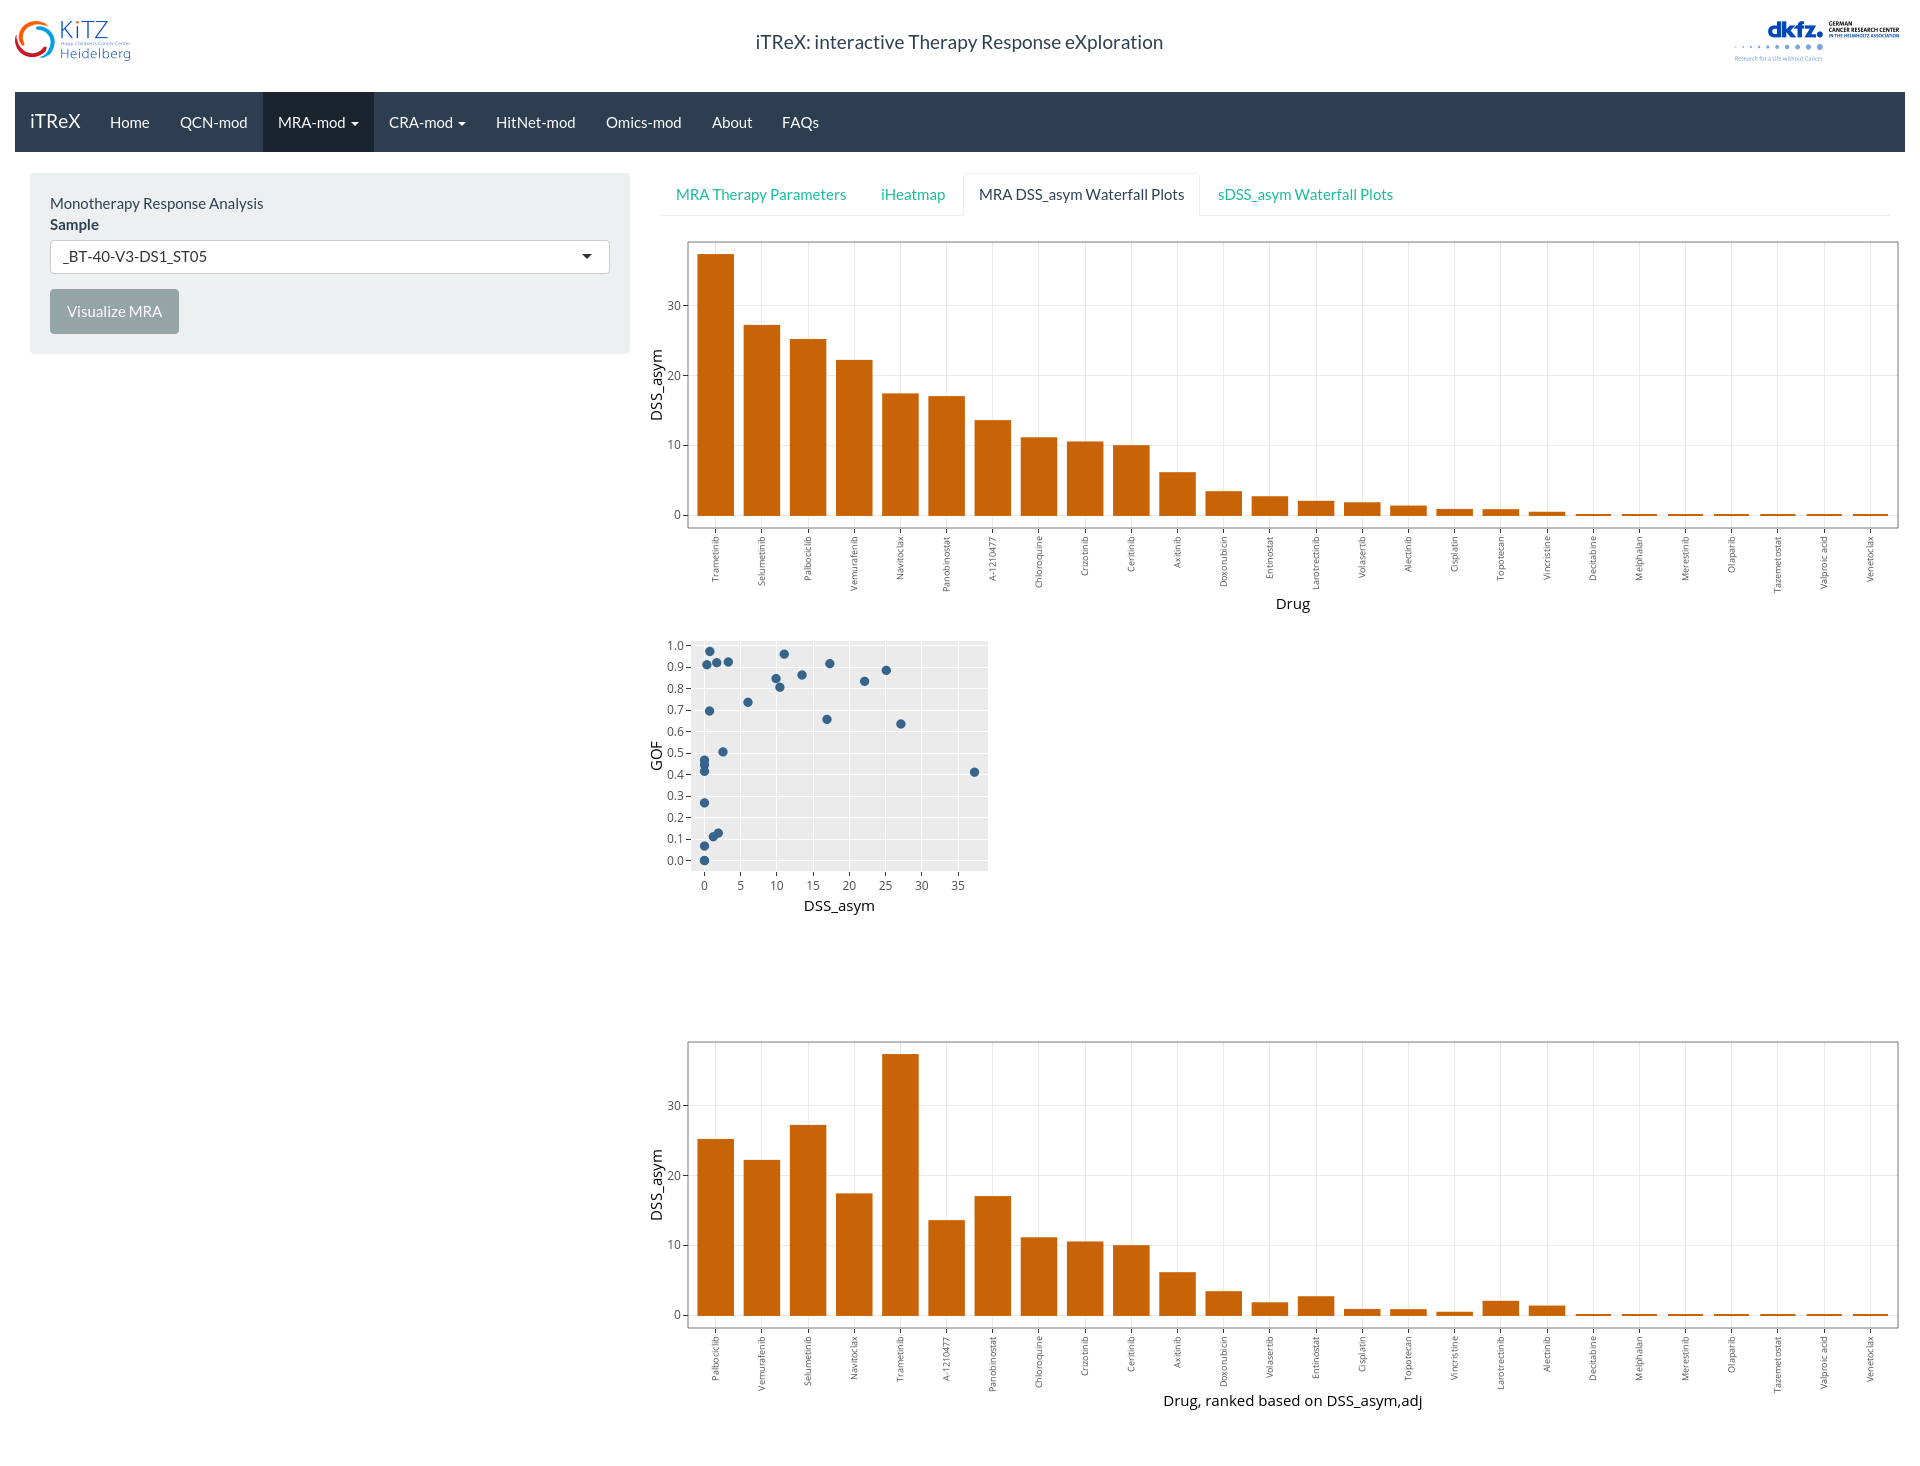 KiTZ
Hopp Children's Cancer Center
Heidelberg
iTReX: interactive Therapy Response eXploration
dkfz.
GERMAN
CANCER RESEARCH CENTER
IN THE HELMHOLTZ ASSOCIATION
Research for a Life without Cancer
iTReX Home QCN-mod MRA-mod CRA-mod HitNet-mod Omics-mod About FAQs
Monotherapy Response Analysis
Sample
_BT-40-V3-DS1_ST05
Visualize MRA
MRA Therapy Parameters iHeatmap MRA DSS_asym Waterfall Plots sDSS_asym Waterfall Plots
DSS_asym
30
20
10
0
Trametinib Selumetinib Palbociclib Vemurafenib Navitoclax Panobinostat A-1210477 Chloroquine Crizotinib Ceritinib Axitinib Doxorubicin Entinostat Larotrectinib Volasertib Alectinib Cisplatin Topotecan Vincristine Decitabine Melphalan Merestinib Olaparib Tazemetostat Valproic acid Venetoclax
Drug
GOF
1.0
0.9
0.8
0.7
0.6
0.5
0.4
0.3
0.2
0.1
0.0
0 5 10 15 20 25 30 35
DSS_asym
DSS_asym
30
20
10
0
Palbociclib Vemurafenib Selumetinib Navitoclax Trametinib A-1210477 Panobinostat Chloroquine Crizotinib Ceritinib Axitinib Doxorubicin Volasertib Entinostat Cisplatin Topotecan Vincristine Larotrectinib Alectinib Decitabine Melphalan Merestinib Olaparib Tazemetostat Valproic acid Venetoclax
Drug, ranked based on DSS_asym,adj